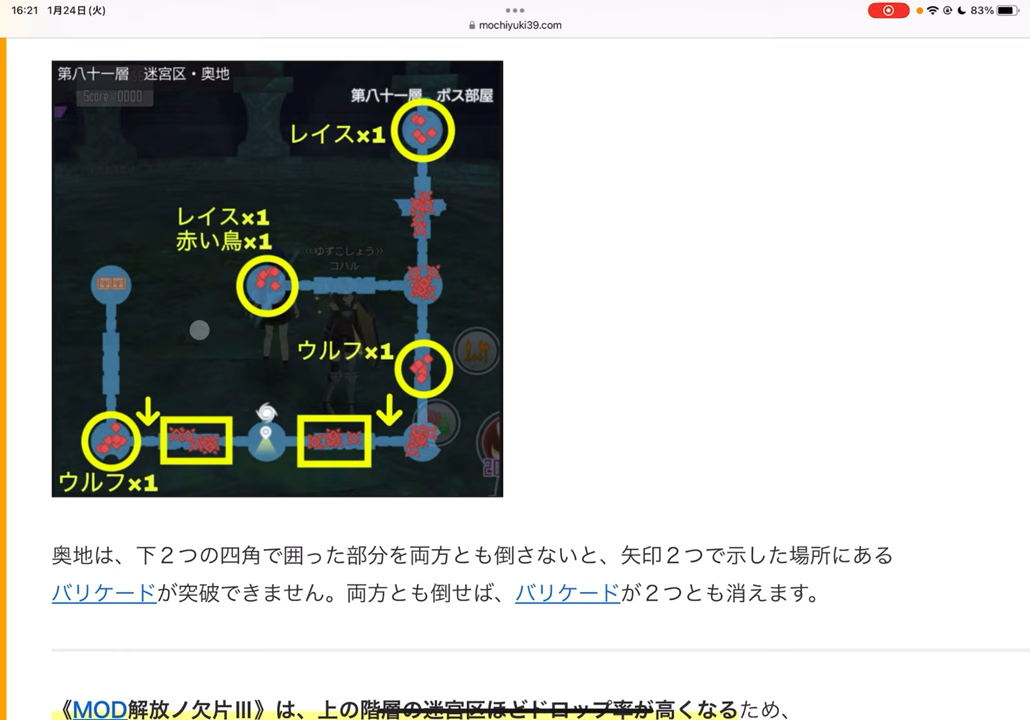 16:21 1月24日(火)
83%
mochiyuki39.com
第八十一層 迷宮区・奥地
Score 0000
第八十一層 ボス部屋
レイス×1
レイス×1
赤い鳥×1
《ゆずこしょう》
コハル
ウルフ×1
ウルフ×1
奥地は、下２つの四角で囲った部分を両方とも倒さないと、矢印２つで示した場所にある
バリケードが突破できません。両方とも倒せば、バリケードが２つとも消えます。
《MOD解放ノ欠片Ⅲ》は、上の階層の迷宮区ほどドロップ率が高くなるため、